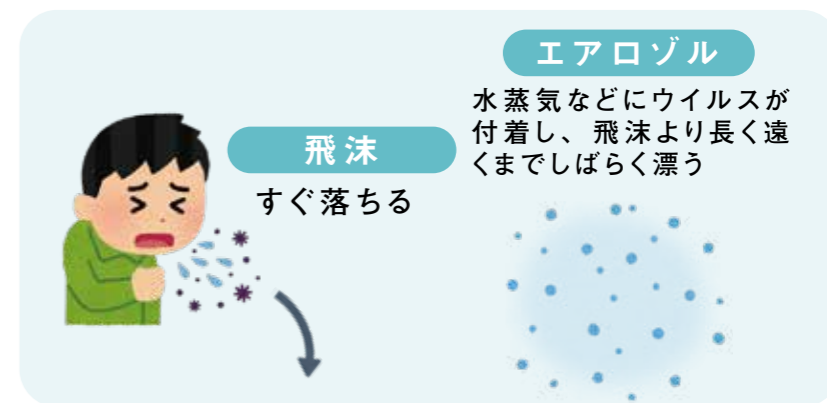 飛沫
すぐ落ちる
エアロゾル
水蒸気などにウイルスが
付着し、飛沫より長く遠
くまでしばらく漂う